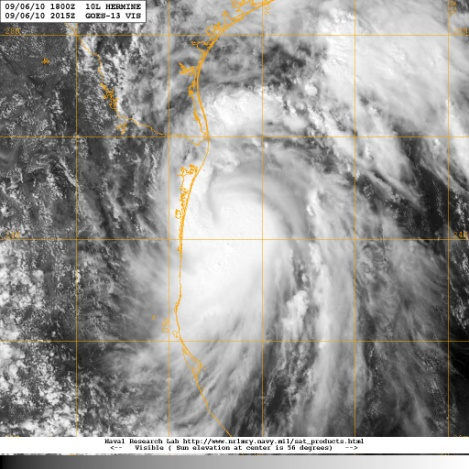 09/06/10 1800Z 10L HERMINE
09/06/10 2015Z GOES-13 VIS
Naval Research Lab http://www.nrlmry.navy.mil/sat_products.html
<-- Visible ( Sun elevation at center is 56 degrees) -->